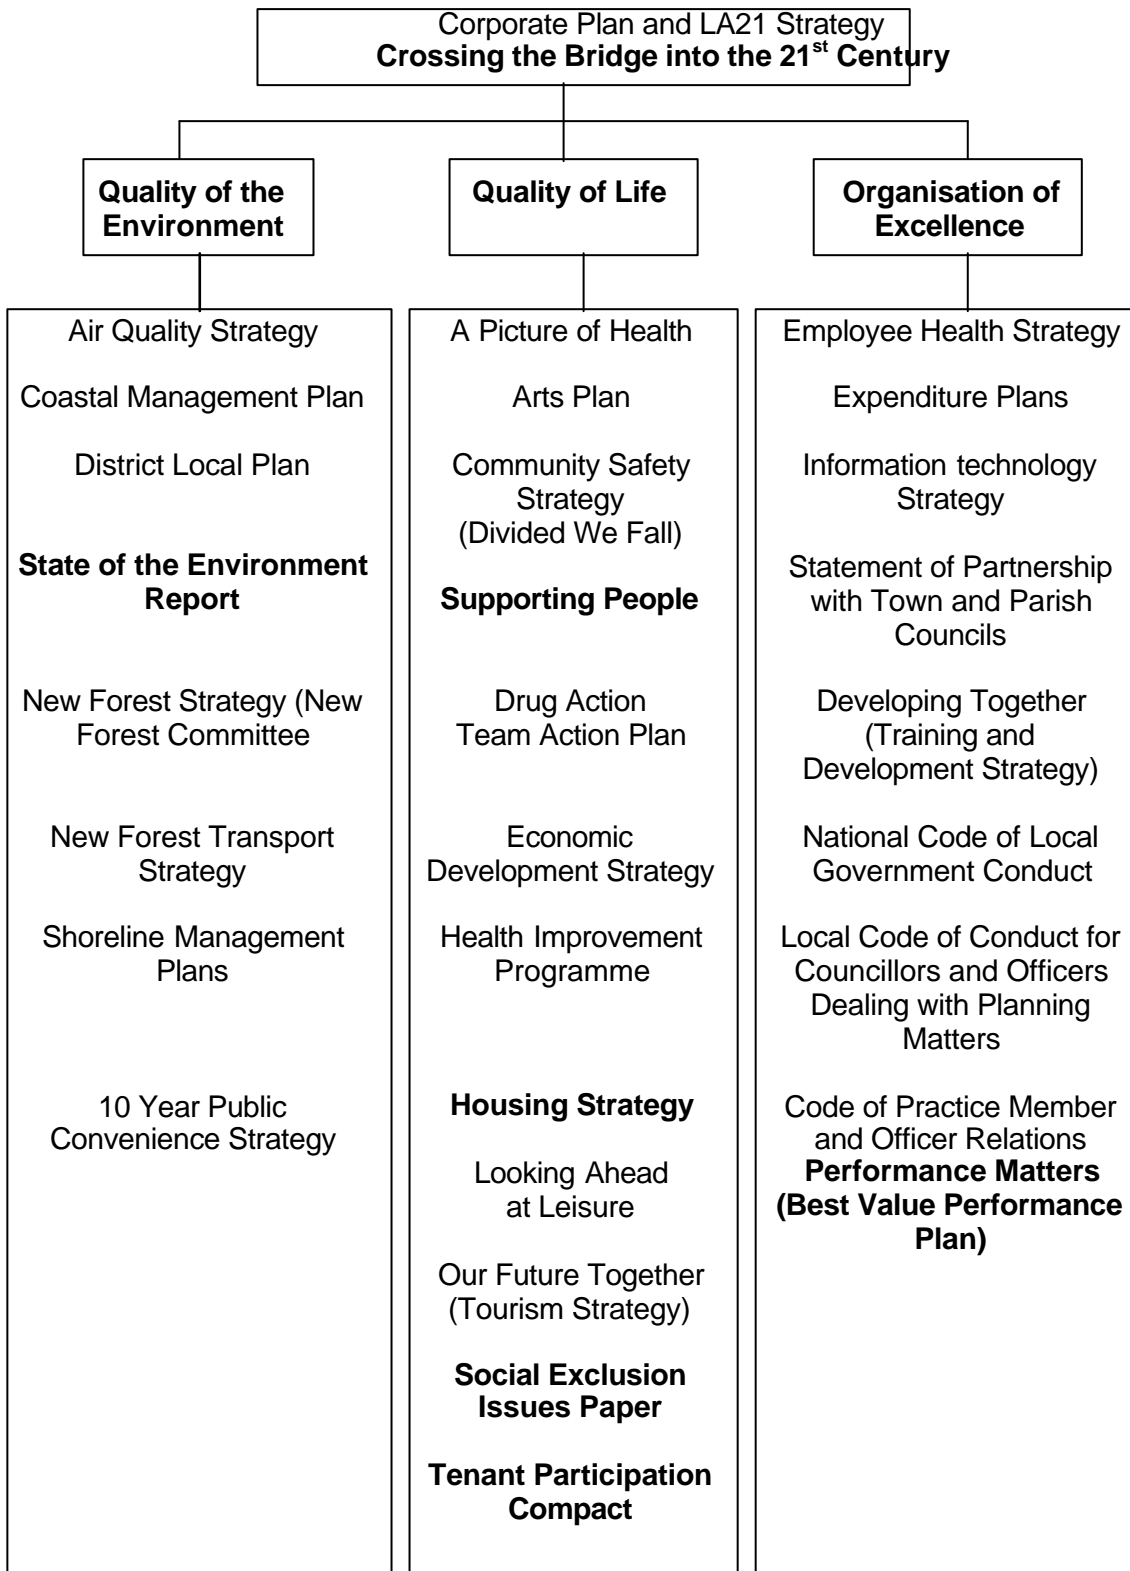 Corporate Plan and LA21 Strategy
Crossing the Bridge into the 21st Century
Quality of the
Environment
Quality of Life
Organisation of
Excellence
Air Quality Strategy
Coastal Management Plan
District Local Plan
State of the Environment
Report
New Forest Strategy (New
Forest Committee
New Forest Transport
Strategy
Shoreline Management
Plans
10 Year Public
Convenience Strategy
A Picture of Health
Arts Plan
Community Safety
Strategy
(Divided We Fall)
Supporting People
Drug Action
Team Action Plan
Economic
Development Strategy
Health Improvement
Programme
Housing Strategy
Looking Ahead
at Leisure
Our Future Together
(Tourism Strategy)
Social Exclusion
Issues Paper
Tenant Participation
Compact
Employee Health Strategy
Expenditure Plans
Information technology
Strategy
Statement of Partnership
with Town and Parish
Councils
Developing Together
(Training and
Development Strategy)
National Code of Local
Government Conduct
Local Code of Conduct for
Councillors and Officers
Dealing with Planning
Matters
Code of Practice Member
and Officer Relations
Performance Matters
(Best Value Performance
Plan)